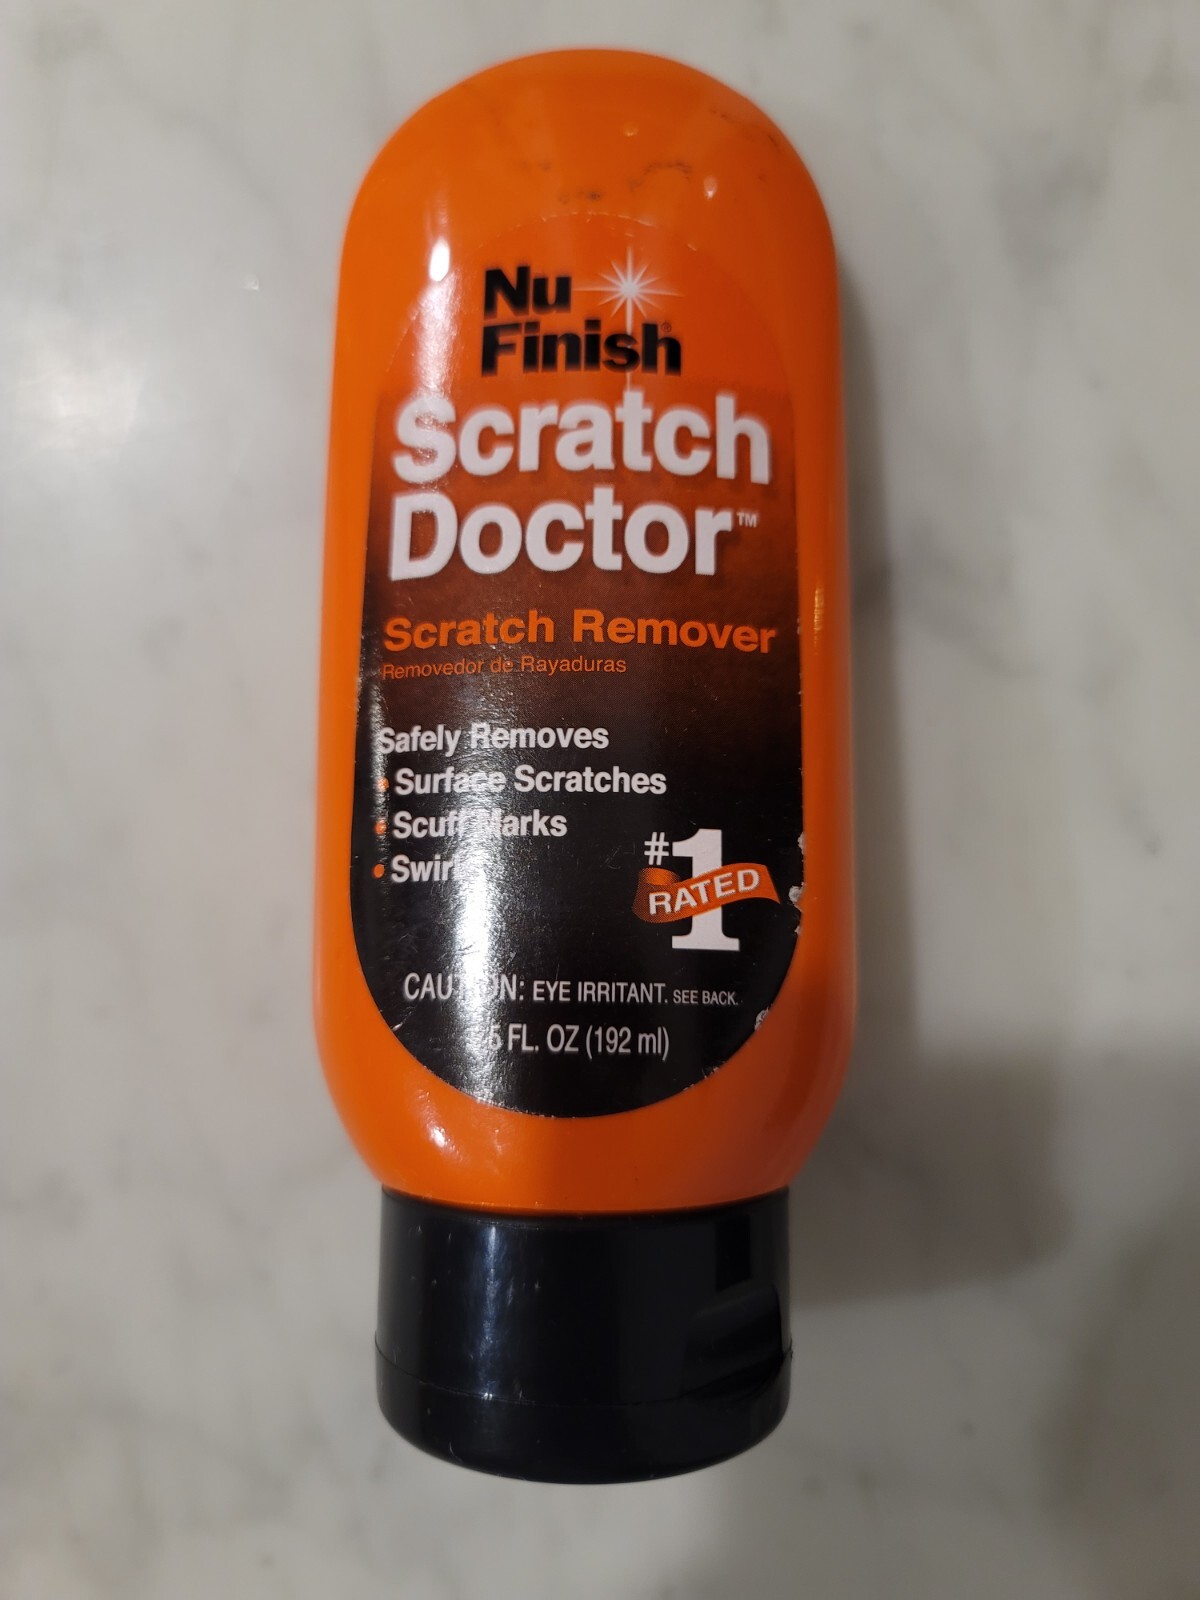 Nu
Finish®
Scratch
Doctor™
Scratch Remover
Removedor de Rayaduras
Safely Removes
• Surface Scratches
• Scuff Marks
•
#1
RATED
EYE IRRITANT. SEE BACK.
5 FL. OZ (192 ml)